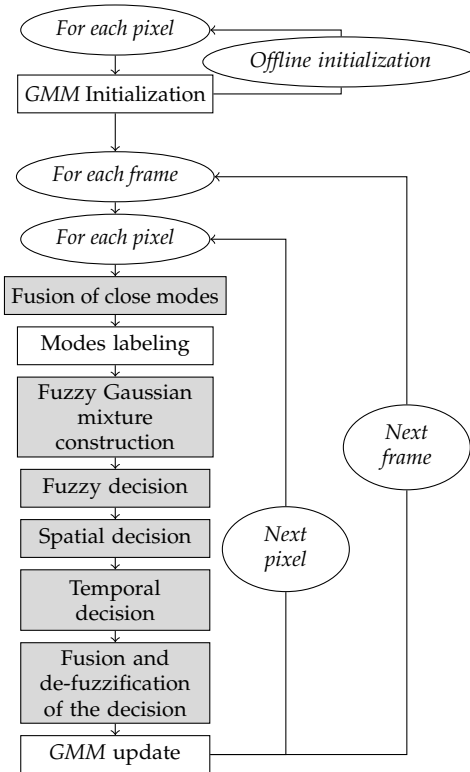 For each pixel
Offline initialization
GMM Initialization
For each frame
For each pixel
Fusion of close modes
Modes labeling
Fuzzy Gaussian
mixture
construction
Next
frame
Fuzzy decision
Spatial decision
Next
pixel
Temporal
decision
Fusion and
de-fuzzification
of the decision
GMM update